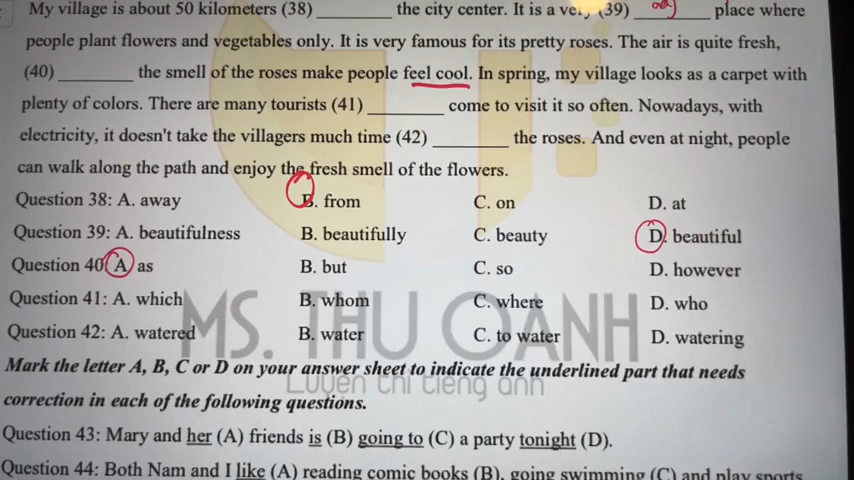 My village is about 50 kilometers (38) ________ the city center. It is a very (39) ________ place where
people plant flowers and vegetables only. It is very famous for its pretty roses. The air is quite fresh,
(40) ________ the smell of the roses make people feel cool. In spring, my village looks as a carpet with
plenty of colors. There are many tourists (41) ________ come to visit it so often. Nowadays, with
electricity, it doesn't take the villagers much time (42) ________ the roses. And even at night, people
can walk along the path and enjoy the fresh smell of the flowers.
Question 38: A. away B. from C. on D. at
Question 39: A. beautifulness B. beautifully C. beauty D. beautiful
Question 40 A as B. but C. so D. however
Question 41: A. which B. whom C. where D. who
Question 42: A. watered B. water C. to water D. watering
MS. THU OANH
Luyện thi tiếng anh
Mark the letter A, B, C or D on your answer sheet to indicate the underlined part that needs
correction in each of the following questions.
Question 43: Mary and her (A) friends is (B) going to (C) a party tonight (D).
Question 44: Both Nam and I like (A) reading comic books (B), going swimming (C) and play sports